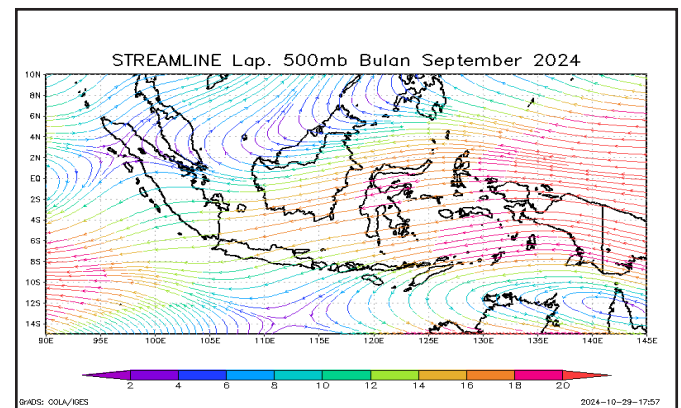 STREAMLINE Lap. 500mb Bulan September 2024
10N
8N
6N
4N
2N
EQ
2S
4S
6S
8S
10S
12S
14S
90E 95E 100E 105E 110E 115E 120E 125E 130E 135E 140E 145E
2 4 6 8 10 12 14 16 18 20
GrADS: COLA/IGES 2024-10-29-17:57